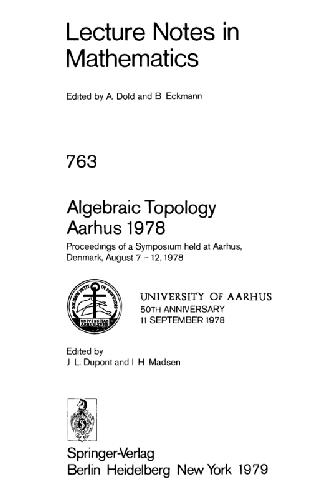 Lecture Notes in
Mathematics
Edited by A. Dold and B. Eckmann
763
Algebraic Topology
Aarhus 1978
Proceedings of a Symposium held at Aarhus,
Denmark, August 7 – 12, 1978
UNIVERSITY OF AARHUS
50TH ANNIVERSARY
11 SEPTEMBER 1978
Edited by
J. L. Dupont and I. H. Madsen
Springer-Verlag
Berlin Heidelberg New York 1979